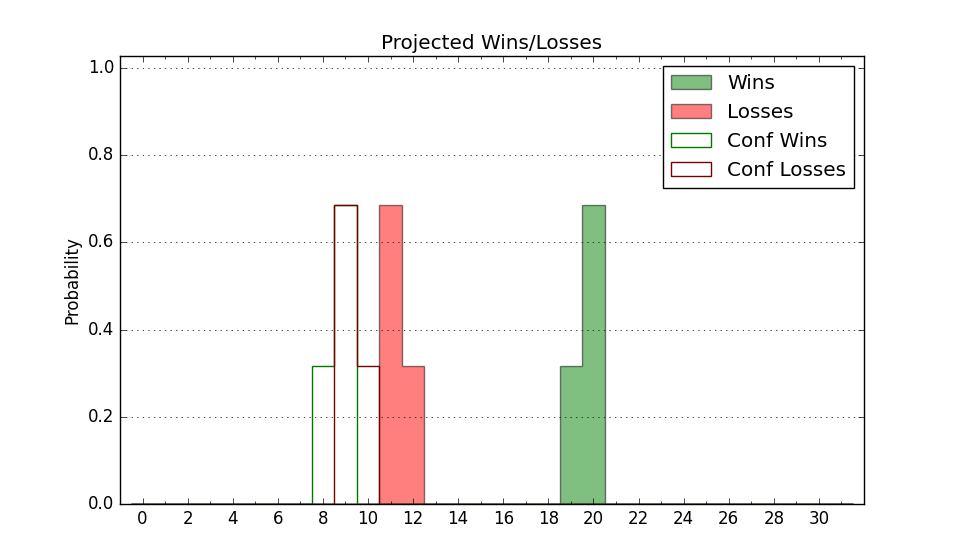 Projected Wins/Losses
Wins
Losses
Conf Wins
Conf Losses
Probability
1.0
0.8
0.6
0.4
0.2
0.0
0 2 4 6 8 10 12 14 16 18 20 22 24 26 28 30